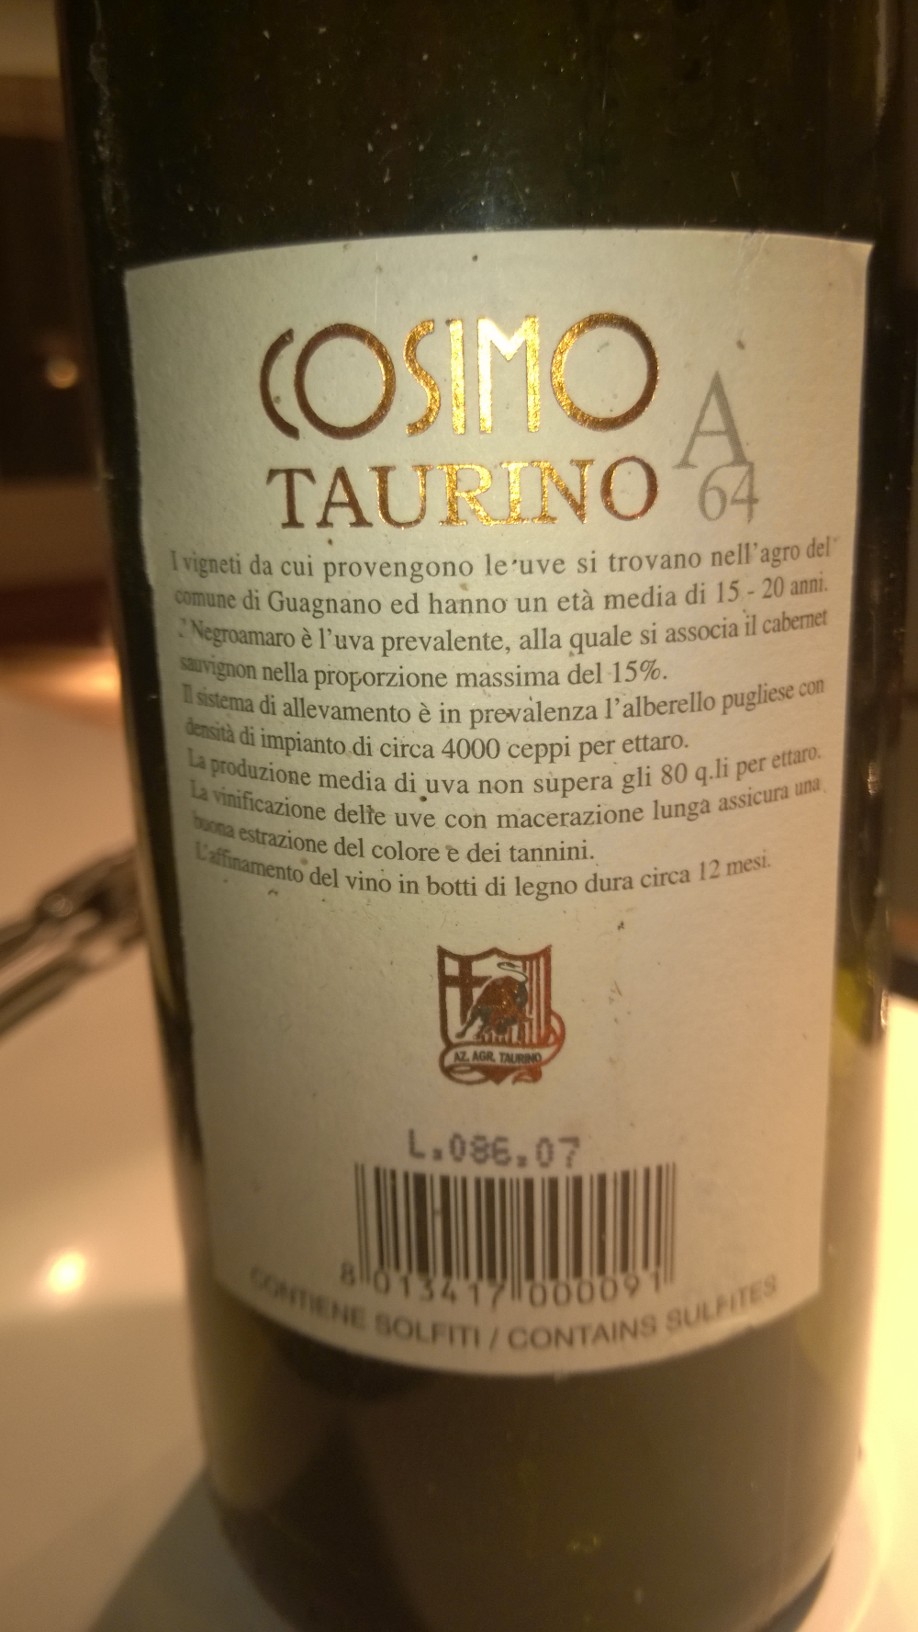 COSIMO
TAURINO
A
64
I vigneti da cui provengono le uve si trovano nell'agro del
comune di Guagnano ed hanno un età media di 15 - 20 anni.
Negroamaro è l'uva prevalente, alla quale si associa il cabernet
sauvignon nella proporzione massima del 15%.
Il sistema di allevamento è in prevalenza l'alberello pugliese con
densità di impianto di circa 4000 ceppi per ettaro.
La produzione media di uva non supera gli 80 q.li per ettaro.
La vinificazione delle uve con macerazione lunga assicura una
buona estrazione del colore e dei tannini.
L'affinamento del vino in botti di legno dura circa 12 mesi.
AZ. AGR. TAURINO
L.086.07
8 013417 000091
CONTIENE SOLFITI / CONTAINS SULFITES